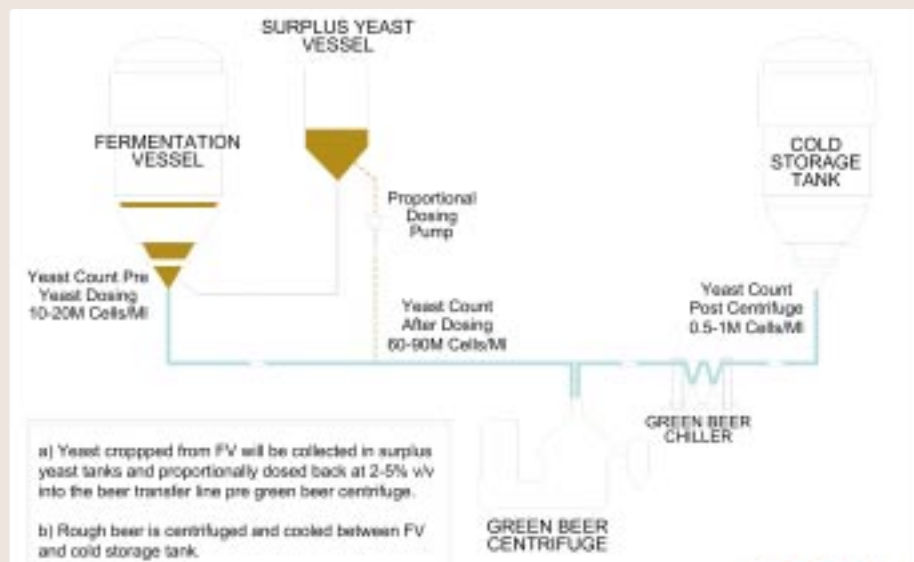 SURPLUS YEAST
VESSEL
FERMENTATION
VESSEL
COLD
STORAGE
TANK
Proportional
Dosing
Pump
Yeast Count Pre
Yeast Dosing
10-20M Cells/Ml
Yeast Count
After Dosing
60-90M Cells/Ml
Yeast Count
Post Centrifuge
0.5-1M Cells/Ml
GREEN BEER
CHILLER
GREEN BEER
CENTRIFUGE
a) Yeast croppped from FV will be collected in surplus
yeast tanks and proportionally dosed back at 2-5% v/v
into the beer transfer line pre green beer centrifuge.
b) Rough beer is centrifuged and cooled between FV
and cold storage tank.